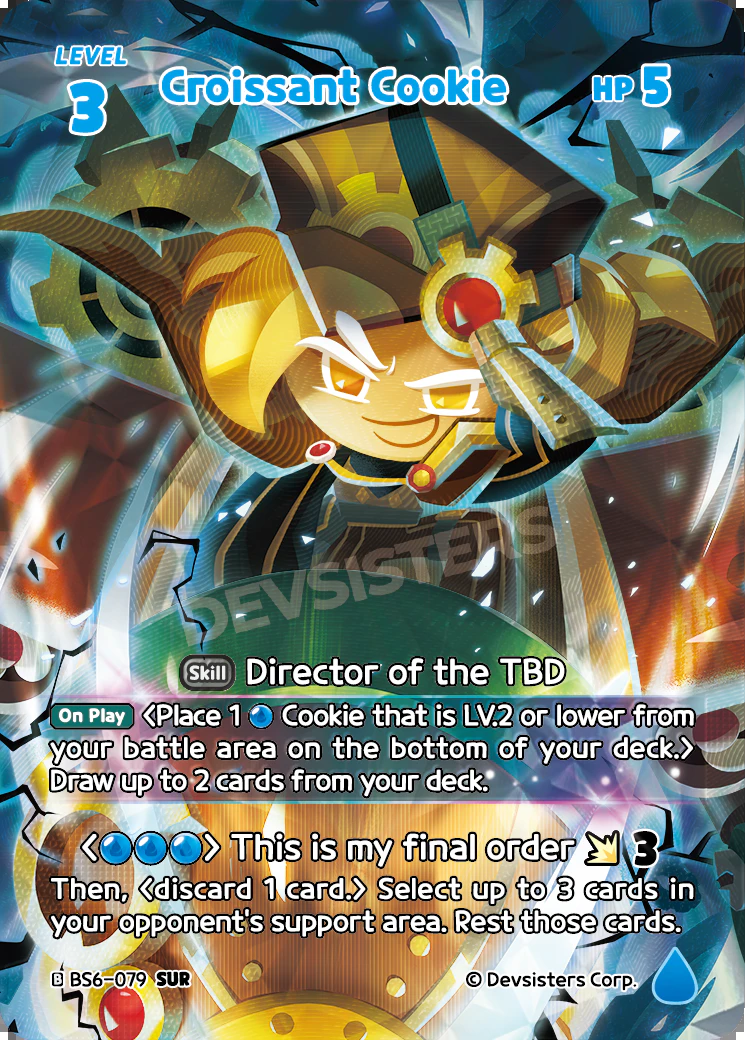 LEVEL
3
Croissant Cookie
HP 5
DEVSISTERS
Skill Director of the TBD
On Play <Place 1 Cookie that is LV.2 or lower from
your battle area on the bottom of your deck.>
Draw up to 2 cards from your deck.
< > This is my final order 3
Then, <discard 1 card.> Select up to 3 cards in
your opponent's support area. Rest those cards.
B BS6-079 SUR
© Devsisters Corp.